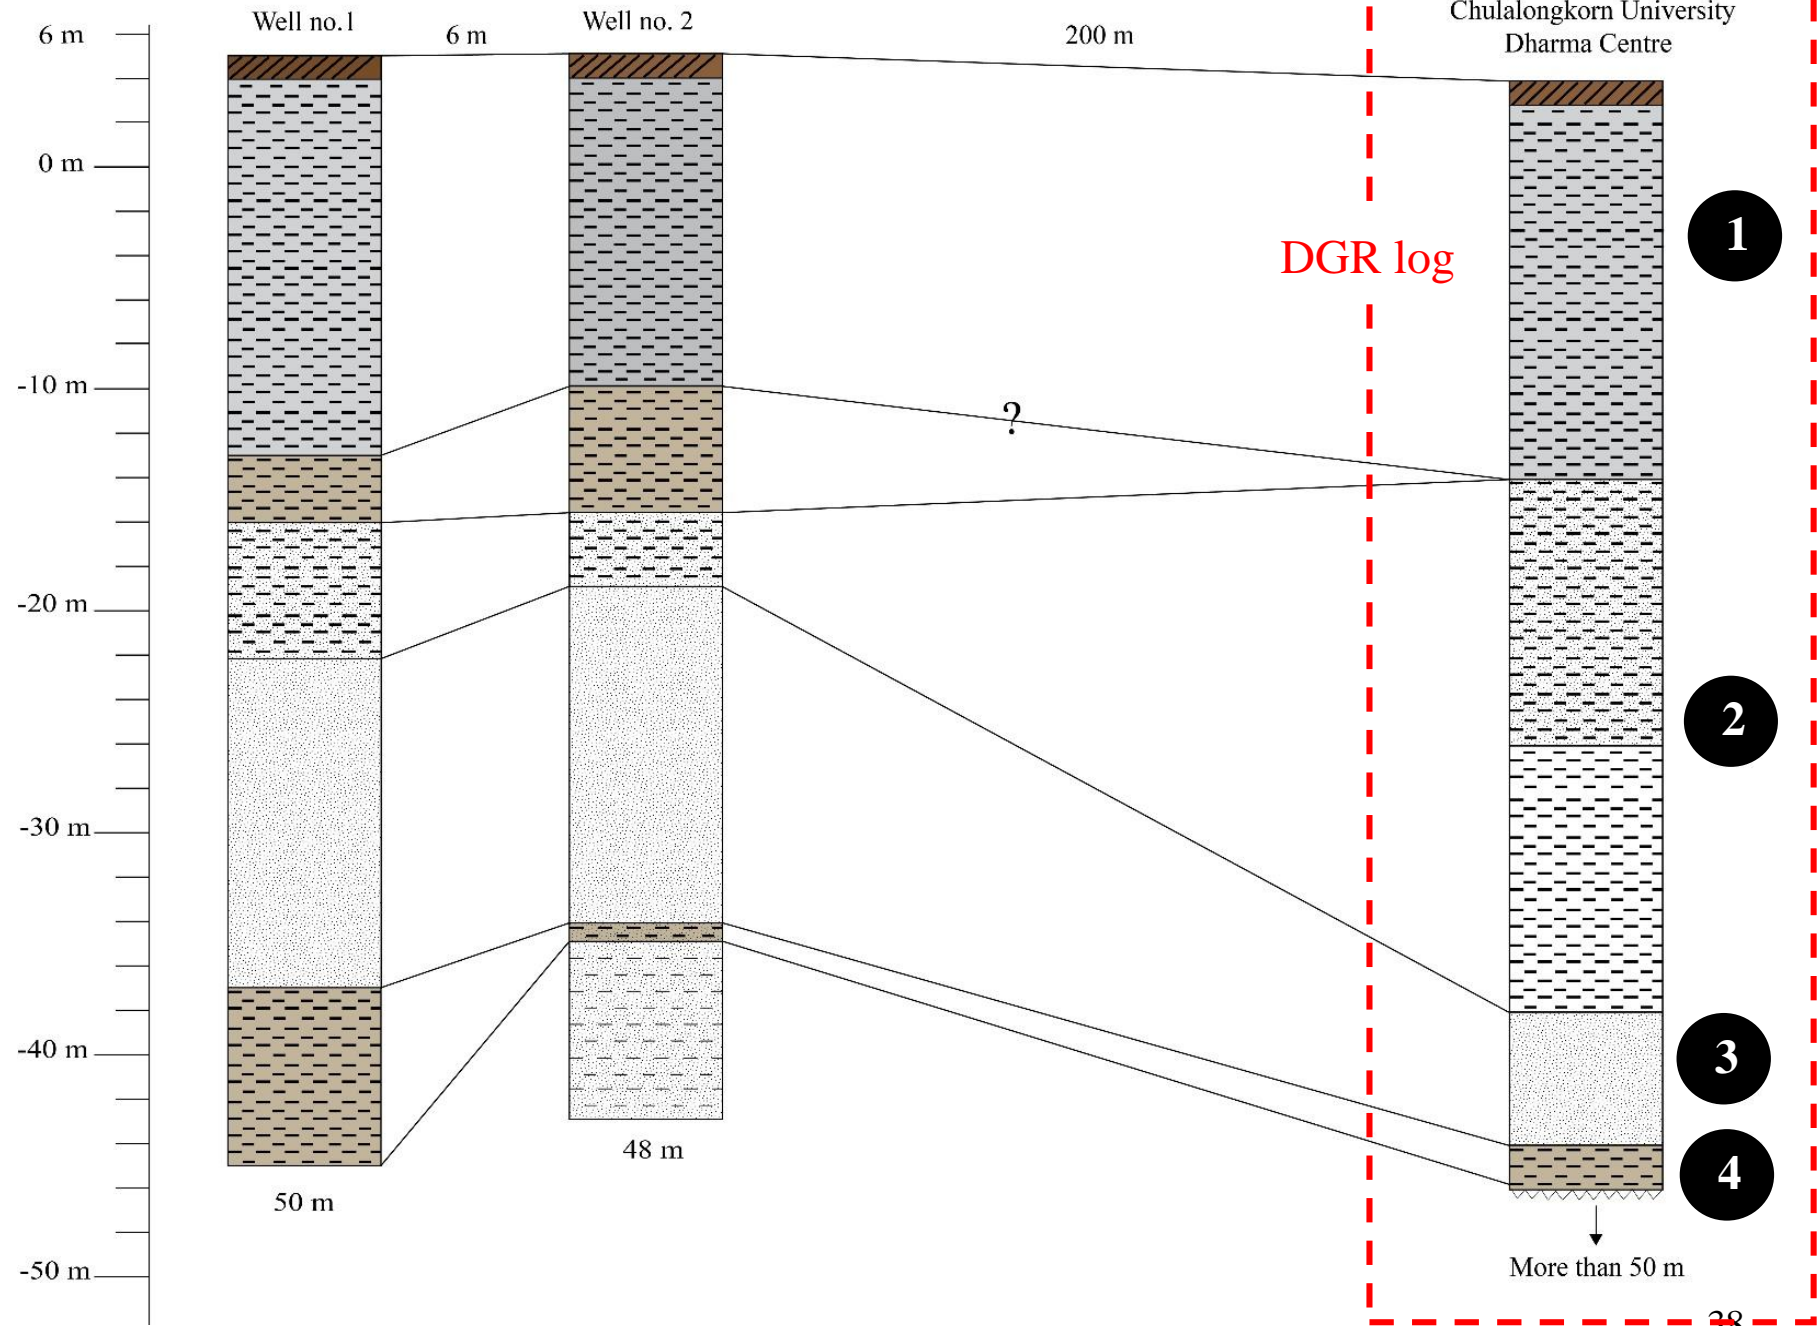 Well no.1
Well no. 2
Chulalongkorn University
Dharma Centre
6 m
200 m
6 m
0 m
-10 m
-20 m
-30 m
-40 m
-50 m
DGR log
?
1
2
3
4
50 m
48 m
More than 50 m
38